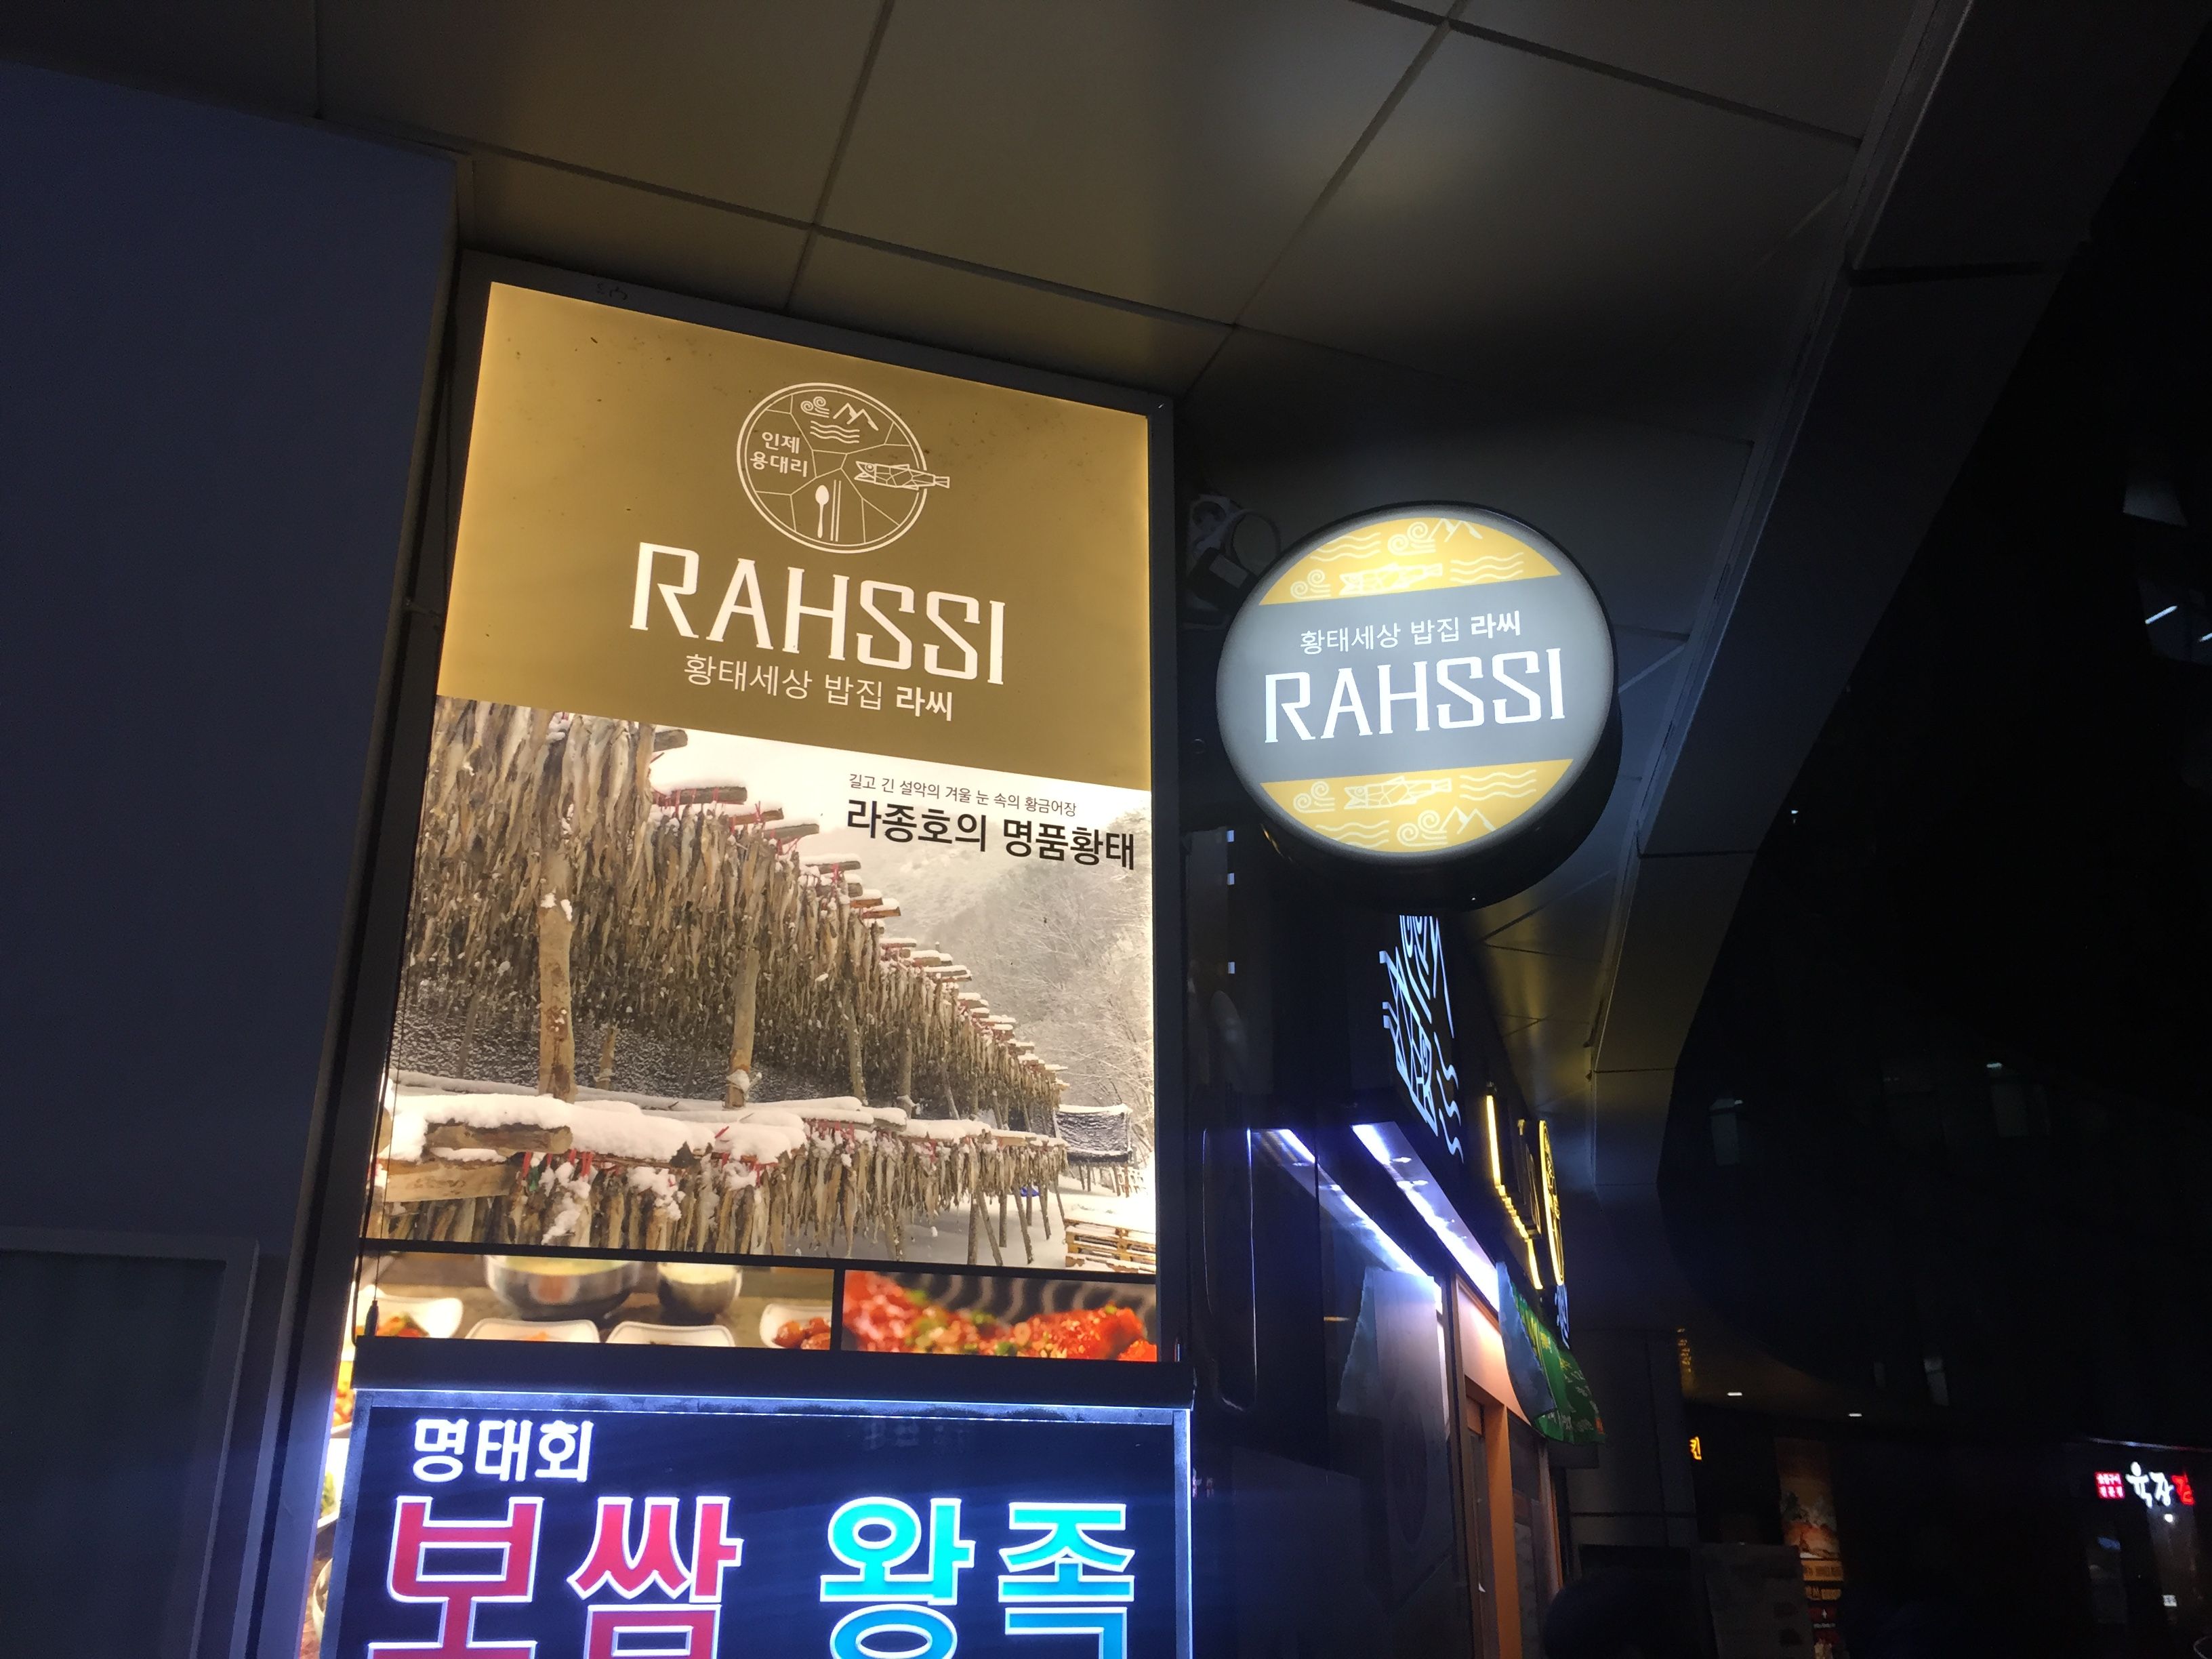 인제
용대리
RAHSSI
황태세상 밥집 라씨
길고 긴 설악의 겨울 눈 속의 황금어장
라종호의 명품황태
황태세상 밥집 라씨
RAHSSI
명태회
보쌈 왕족
육장